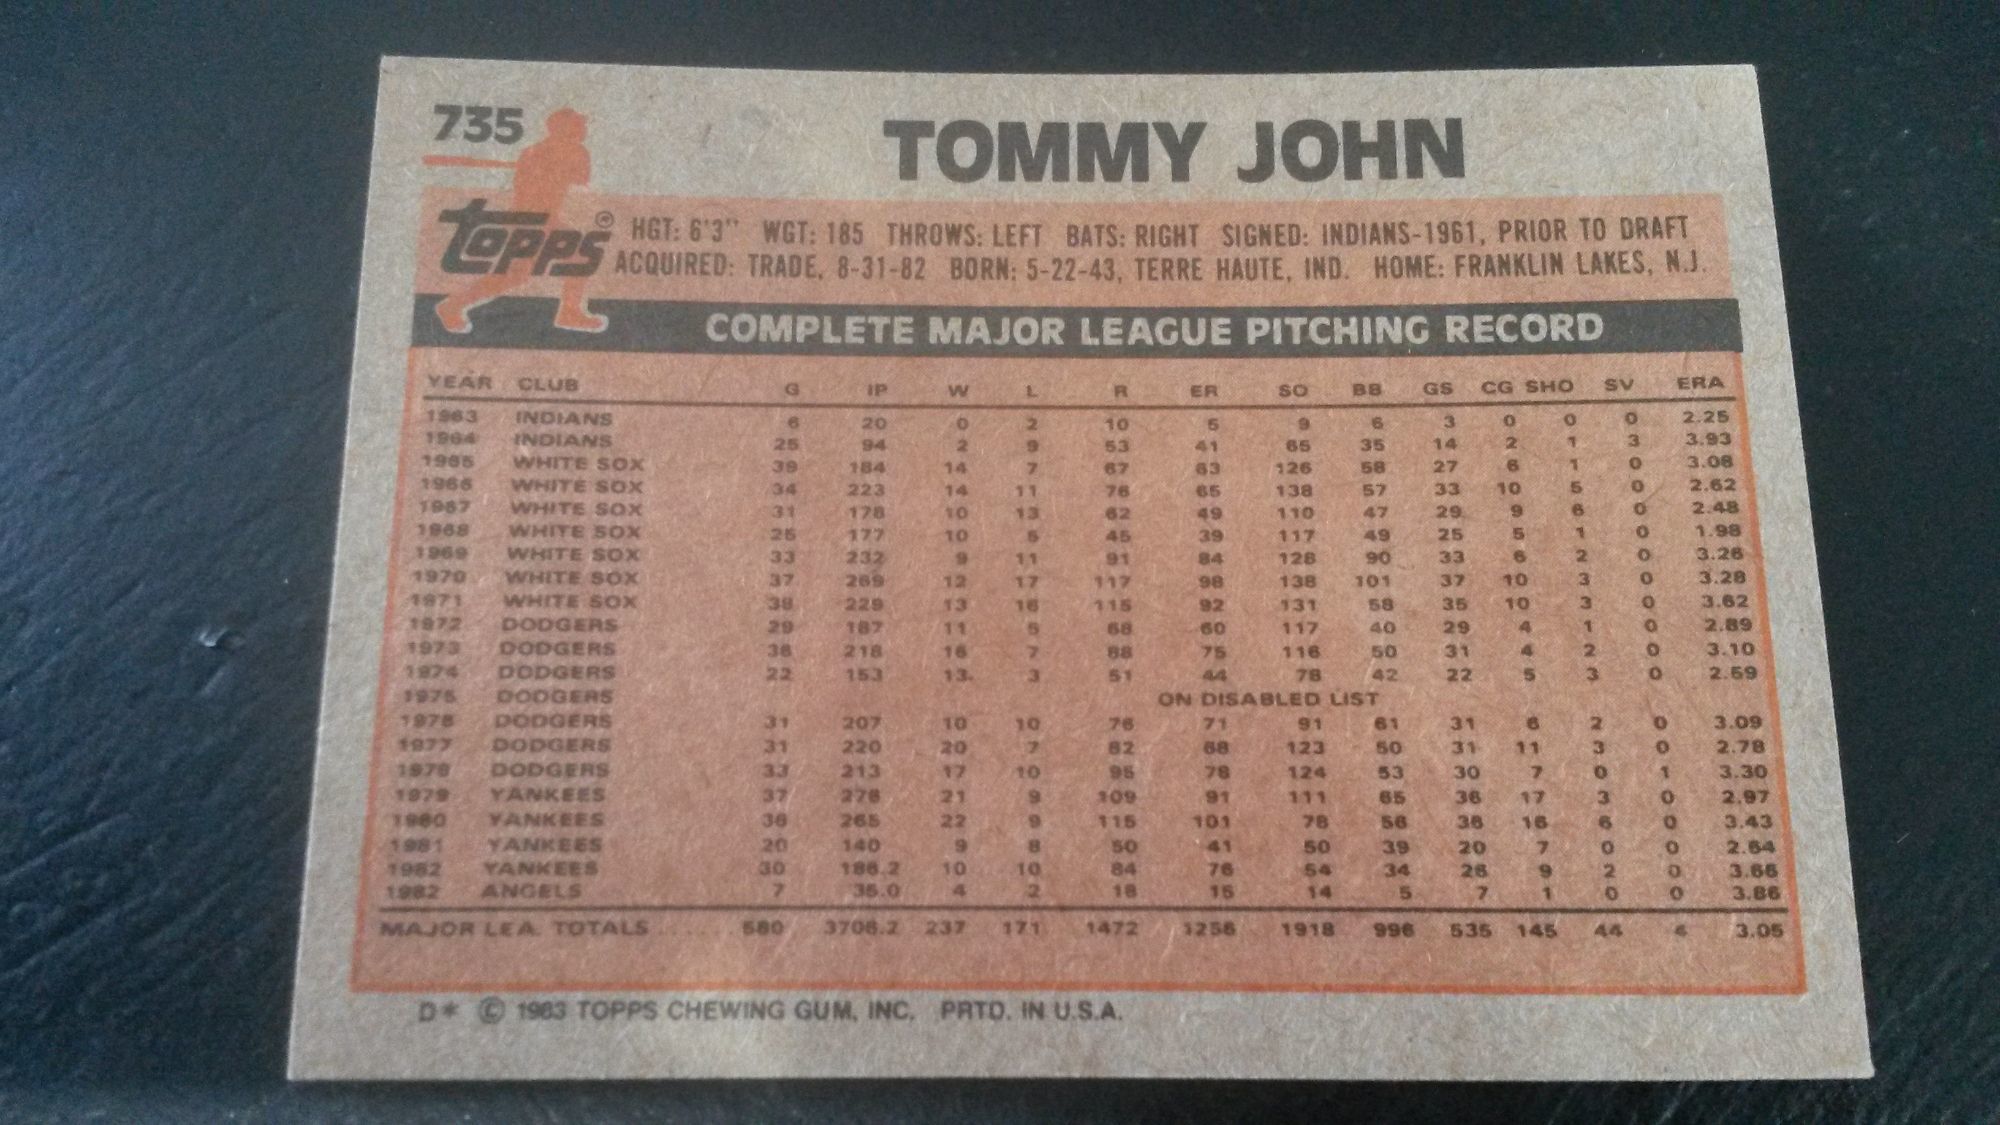 735
TOMMY JOHN
topps®
HGT: 6'3" WGT: 185 THROWS: LEFT BATS: RIGHT SIGNED: INDIANS-1961, PRIOR TO DRAFT
ACQUIRED: TRADE, 8-31-82 BORN: 5-22-43, TERRE HAUTE, IND. HOME: FRANKLIN LAKES, N.J.
COMPLETE MAJOR LEAGUE PITCHING RECORD
YEAR CLUB G IP W L R ER SO BB GS CG SHO SV ERA
1963 INDIANS 6 20 0 2 10 5 9 6 3 0 0 0 2.25
1964 INDIANS 25 94 2 9 53 41 65 35 14 2 1 3 3.93
1965 WHITE SOX 39 184 14 7 67 63 126 58 27 6 1 0 3.08
1966 WHITE SOX 34 223 14 11 76 65 138 57 33 10 5 0 2.62
1967 WHITE SOX 31 178 10 13 62 49 110 47 29 9 6 0 2.48
1968 WHITE SOX 25 177 10 5 45 39 117 49 25 5 1 0 1.98
1969 WHITE SOX 33 232 9 11 91 84 128 90 33 6 2 0 3.26
1970 WHITE SOX 37 269 12 17 117 98 138 101 37 10 3 0 3.28
1971 WHITE SOX 38 229 13 16 115 92 131 58 35 10 3 0 3.62
1972 DODGERS 29 187 11 5 68 60 117 40 29 4 1 0 2.89
1973 DODGERS 36 218 16 7 88 75 116 50 31 4 2 0 3.10
1974 DODGERS 22 153 13 3 51 44 78 42 22 5 3 0 2.59
1975 DODGERS ON DISABLED LIST
1976 DODGERS 31 207 10 10 76 71 91 61 31 6 2 0 3.09
1977 DODGERS 31 220 20 7 82 68 123 50 31 11 3 0 2.78
1978 DODGERS 33 213 17 10 95 78 124 53 30 7 0 1 3.30
1979 YANKEES 37 276 21 9 109 91 111 65 36 17 3 0 2.97
1980 YANKEES 36 265 22 9 115 101 78 56 36 16 6 0 3.43
1981 YANKEES 20 140 9 8 50 41 50 39 20 7 0 0 2.64
1982 YANKEES 30 186.2 10 10 84 76 54 34 26 9 2 0 3.66
1982 ANGELS 7 35.0 4 2 18 15 14 5 7 1 0 0 3.86
MAJOR LEA. TOTALS ...... 580 3706.2 237 171 1472 1256 1918 996 535 145 44 4 3.05
D* © 1983 TOPPS CHEWING GUM, INC. PRTD. IN U.S.A.